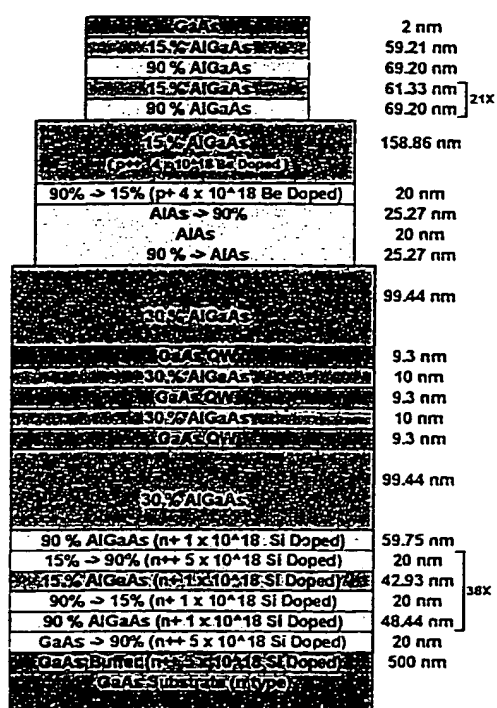 GaAs 2 nm
15 % AlGaAs 59.21 nm
90 % AlGaAs 69.20 nm
15 % AlGaAs 61.33 nm
90 % AlGaAs 69.20 nm
21X
15 % AlGaAs 158.86 nm
( p++ 4 x 10^18 Be Doped )
90% -> 15% (p+ 4 x 10^18 Be Doped) 20 nm
AlAs -> 90% 25.27 nm
AlAs 20 nm
90 % -> AlAs 25.27 nm
99.44 nm
30 % AlGaAs
GaAs QW 9.3 nm
30 % AlGaAs 10 nm
GaAs QW 9.3 nm
30 % AlGaAs 10 nm
GaAs QW 9.3 nm
99.44 nm
30 % AlGaAs
90 % AlGaAs (n+ 1 x 10^18 Si Doped) 59.75 nm
15% -> 90% (n++ 5 x 10^18 Si Doped) 20 nm
15 % AlGaAs (n+ 1 x 10^18 Si Doped) 42.93 nm
38X
90% -> 15% (n+ 1 x 10^18 Si Doped) 20 nm
90 % AlGaAs (n+ 1 x 10^18 Si Doped) 48.44 nm
GaAs -> 90% (n++ 5 x 10^18 Si Doped) 20 nm
GaAs Buffer (n++ 5 x 10^18 Si Doped) 500 nm
GaAs Substrate (n type)